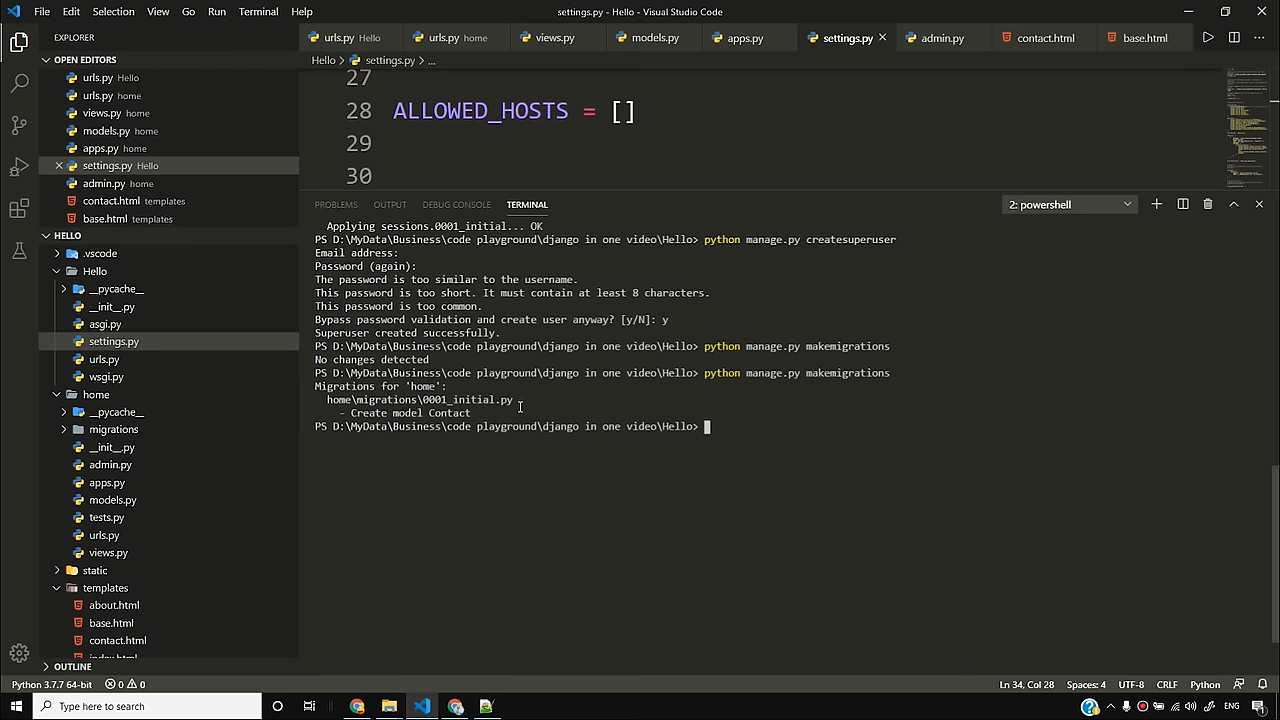 File Edit Selection View Go Run Terminal Help
settings.py - Hello - Visual Studio Code
EXPLORER
urls.py Hello
urls.py home
views.py
models.py
apps.py
settings.py
admin.py
contact.html
base.html
OPEN EDITORS
urls.py Hello
urls.py home
views.py home
models.py home
apps.py home
settings.py Hello
admin.py home
contact.html templates
base.html templates
HELLO
.vscode
Hello
__pycache__
__init__.py
asgi.py
settings.py
urls.py
wsgi.py
home
__pycache__
migrations
__init__.py
admin.py
apps.py
models.py
tests.py
urls.py
views.py
static
templates
about.html
base.html
contact.html
index.html
OUTLINE
Hello > settings.py > ...
27
28 ALLOWED_HOSTS = []
29
30
PROBLEMS OUTPUT DEBUG CONSOLE TERMINAL
2: powershell
Applying sessions.0001_initial... OK
PS D:\MyData\Business\code playground\django in one video\Hello> python manage.py createsuperuser
Email address:
Password (again):
The password is too similar to the username.
This password is too short. It must contain at least 8 characters.
This password is too common.
Bypass password validation and create user anyway? [y/N]: y
Superuser created successfully.
PS D:\MyData\Business\code playground\django in one video\Hello> python manage.py makemigrations
No changes detected
PS D:\MyData\Business\code playground\django in one video\Hello> python manage.py makemigrations
Migrations for 'home':
home\migrations\0001_initial.py
- Create model Contact
PS D:\MyData\Business\code playground\django in one video\Hello>
Python 3.7.7 64-bit
0 0
Ln 34, Col 28 Spaces: 4 UTF-8 CRLF Python
Type here to search
ENG